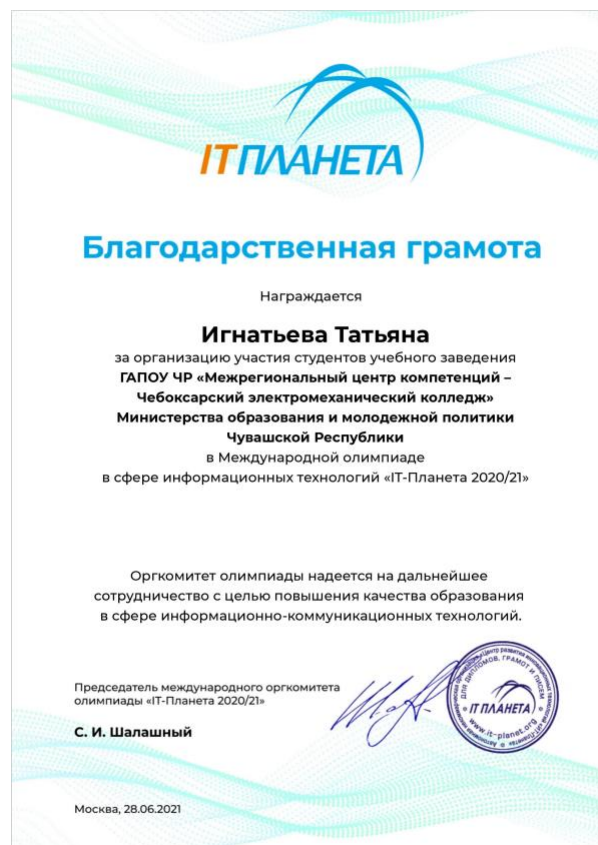 IT ПЛАНЕТА
Благодарственная грамота
Награждается
Игнатьева Татьяна
за организацию участия студентов учебного заведения
ГАПОУ ЧР «Межрегиональный центр компетенций –
Чебоксарский электромеханический колледж»
Министерства образования и молодежной политики
Чувашской Республики
в Международной олимпиаде
в сфере информационных технологий «IT-Планета 2020/21»
Оргкомитет олимпиады надеется на дальнейшее
сотрудничество с целью повышения качества образования
в сфере информационно-коммуникационных технологий.
Председатель международного оргкомитета
олимпиады «IT-Планета 2020/21»
С. И. Шалашный
ДЛЯ ДИПЛОМОВ, ГРАМОТ И ПИСЕМ
IT ПЛАНЕТА
www.it-planet.org
Москва, 28.06.2021